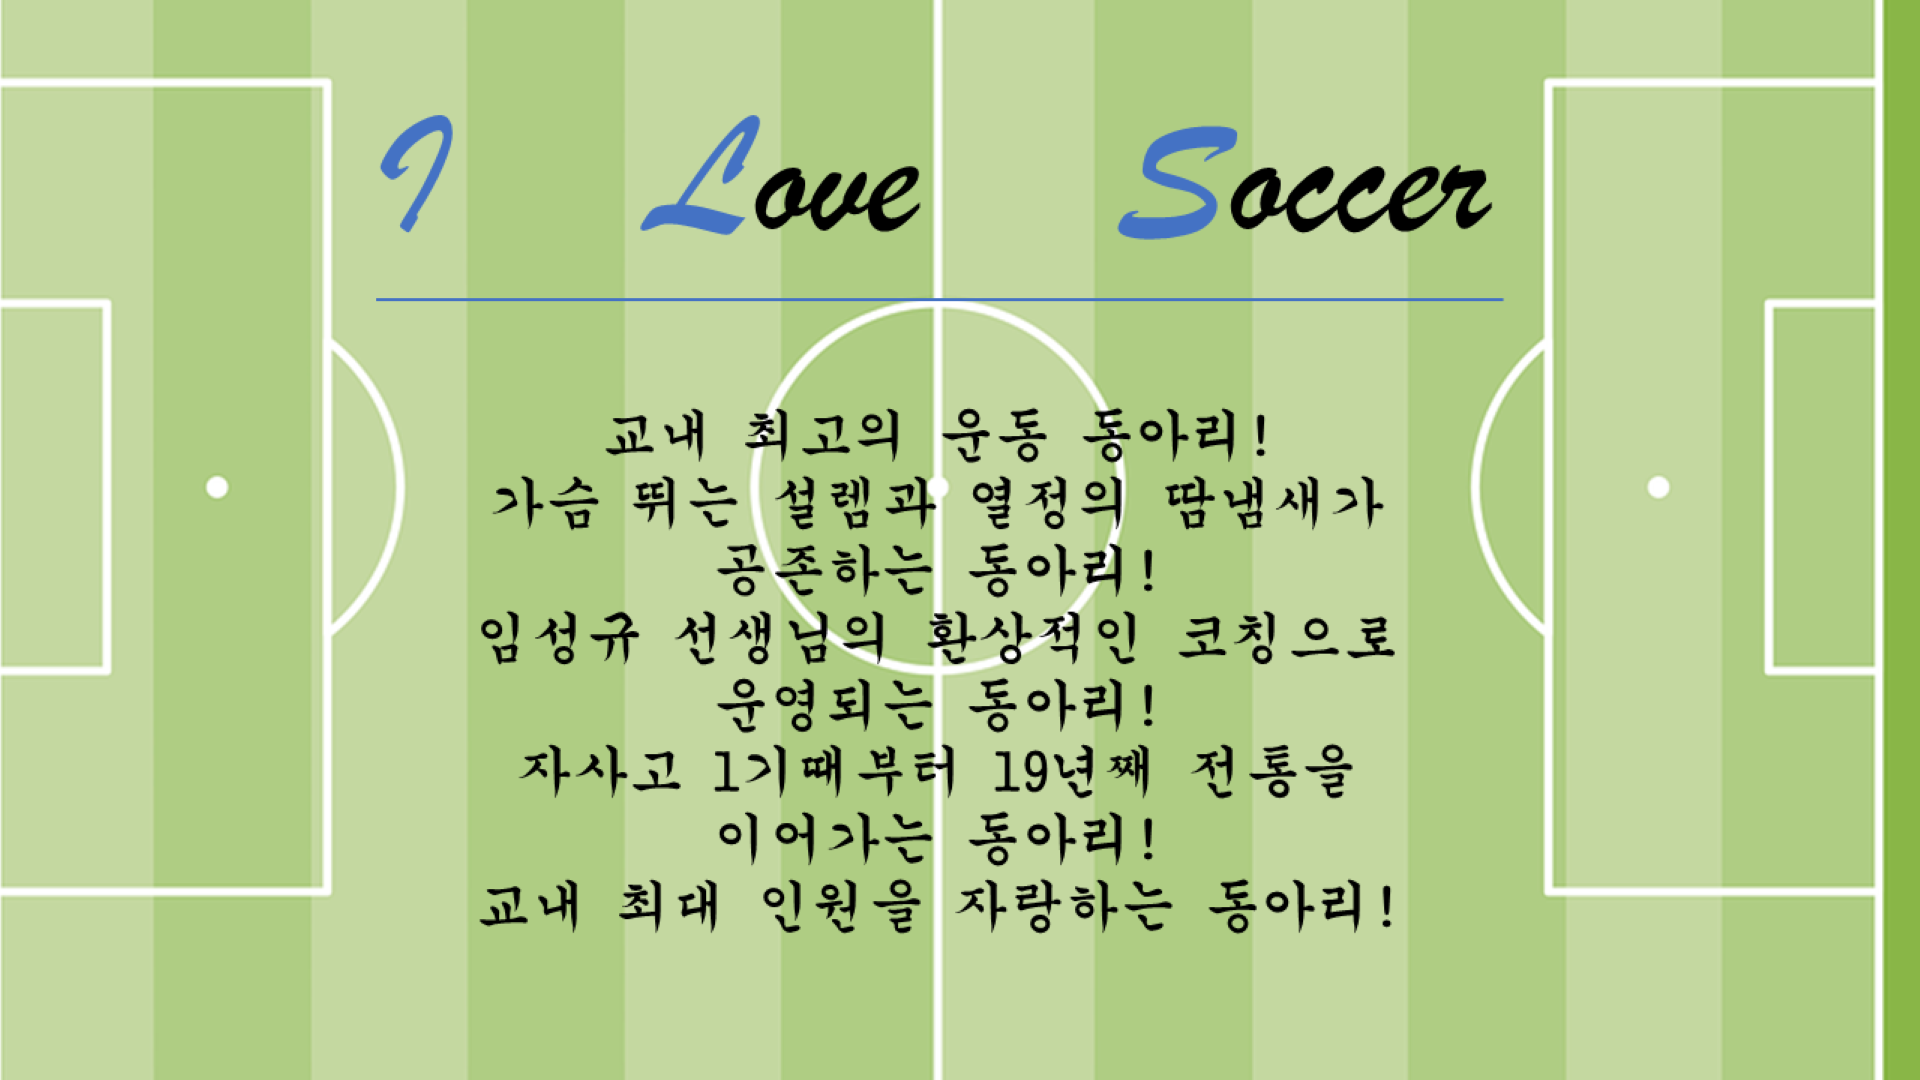 I Love Soccer
교내 최고의 운동 동아리!
가슴 뛰는 설렘과 열정의 땀냄새가
공존하는 동아리!
임성규 선생님의 환상적인 코칭으로
운영되는 동아리!
자사고 1기때부터 19년째 전통을
이어가는 동아리!
교내 최대 인원을 자랑하는 동아리!